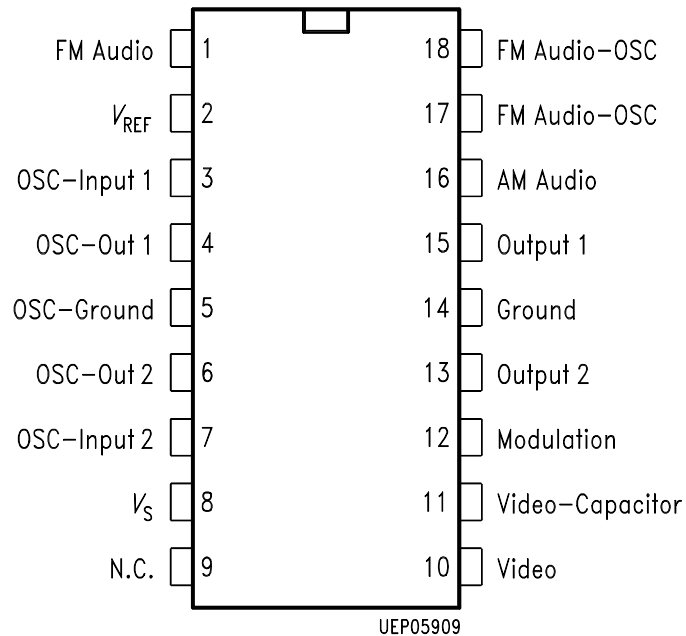 FM Audio 1 18 FM Audio-OSC
VREF 2 17 FM Audio-OSC
OSC-Input 1 3 16 AM Audio
OSC-Out 1 4 15 Output 1
OSC-Ground 5 14 Ground
OSC-Out 2 6 13 Output 2
OSC-Input 2 7 12 Modulation
VS 8 11 Video-Capacitor
N.C. 9 10 Video
UEP05909